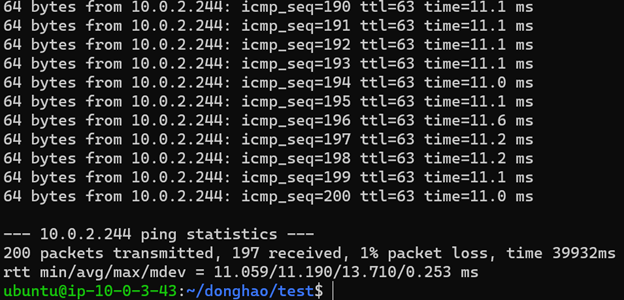 64 bytes from 10.0.2.244: icmp_seq=190 ttl=63 time=11.1 ms
64 bytes from 10.0.2.244: icmp_seq=191 ttl=63 time=11.1 ms
64 bytes from 10.0.2.244: icmp_seq=192 ttl=63 time=11.1 ms
64 bytes from 10.0.2.244: icmp_seq=193 ttl=63 time=11.1 ms
64 bytes from 10.0.2.244: icmp_seq=194 ttl=63 time=11.0 ms
64 bytes from 10.0.2.244: icmp_seq=195 ttl=63 time=11.1 ms
64 bytes from 10.0.2.244: icmp_seq=196 ttl=63 time=11.6 ms
64 bytes from 10.0.2.244: icmp_seq=197 ttl=63 time=11.2 ms
64 bytes from 10.0.2.244: icmp_seq=198 ttl=63 time=11.2 ms
64 bytes from 10.0.2.244: icmp_seq=199 ttl=63 time=11.1 ms
64 bytes from 10.0.2.244: icmp_seq=200 ttl=63 time=11.0 ms
--- 10.0.2.244 ping statistics ---
200 packets transmitted, 197 received, 1% packet loss, time 39932ms
rtt min/avg/max/mdev = 11.059/11.190/13.710/0.253 ms
ubuntu@ip-10-0-3-43:~/donghao/test$